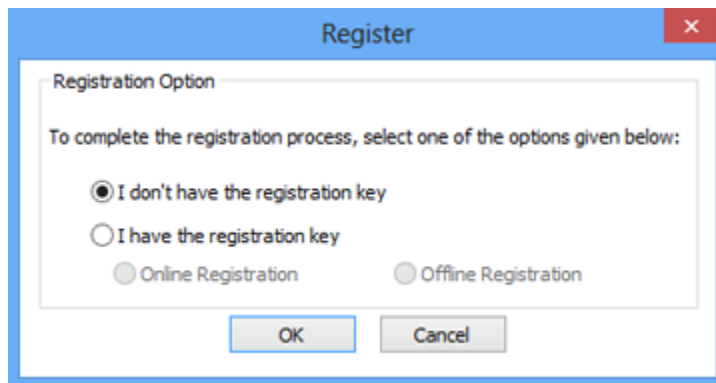 Register
Registration Option
To complete the registration process, select one of the options given below:
I don't have the registration key
I have the registration key
Online Registration Offline Registration
OK Cancel